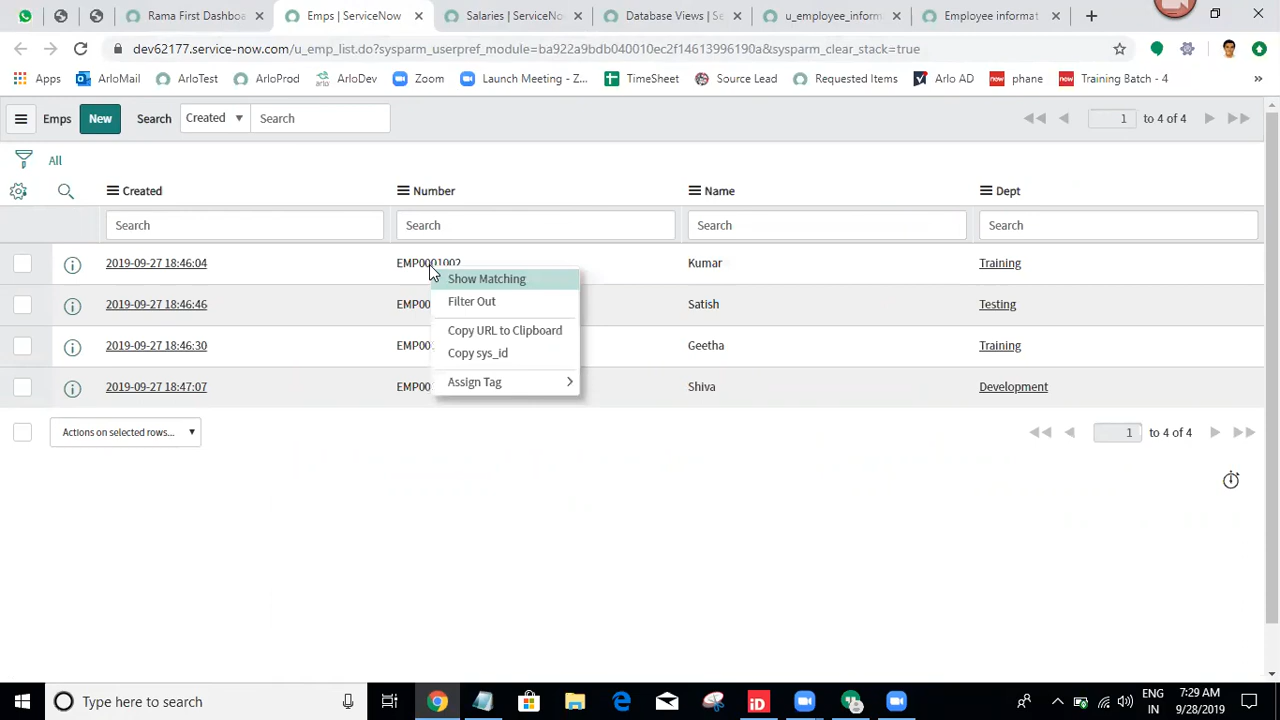 Rama First Dashbo
Emps | ServiceNow
Salaries | ServiceNo
Database Views | Se
u_employee_inform
Employee informat
dev62177.service-now.com/u_emp_list.do?sysparm_userpref_module=ba922a9bdb040010ec2f14613996190a&sysparm_clear_stack=true
Apps
ArloMail
ArloTest
ArloProd
ArloDev
Zoom
Launch Meeting - Z...
TimeSheet
Source Lead
Requested Items
Arlo AD
now phane
now Training Batch - 4
»
Emps New Search Created Search 1 to 4 of 4
All
Created Number Name Dept
Search Search Search Search
2019-09-27 18:46:04 EMP0001002 Kumar Training
Show Matching
Filter Out
2019-09-27 18:46:46 EMP00 Satish Testing
Copy URL to Clipboard
2019-09-27 18:46:30 EMP00 Geetha Training
Copy sys_id
Assign Tag
2019-09-27 18:47:07 EMP00 Shiva Development
Actions on selected rows... 1 to 4 of 4
Type here to search
iD
ENG
IN
7:29 AM
9/28/2019